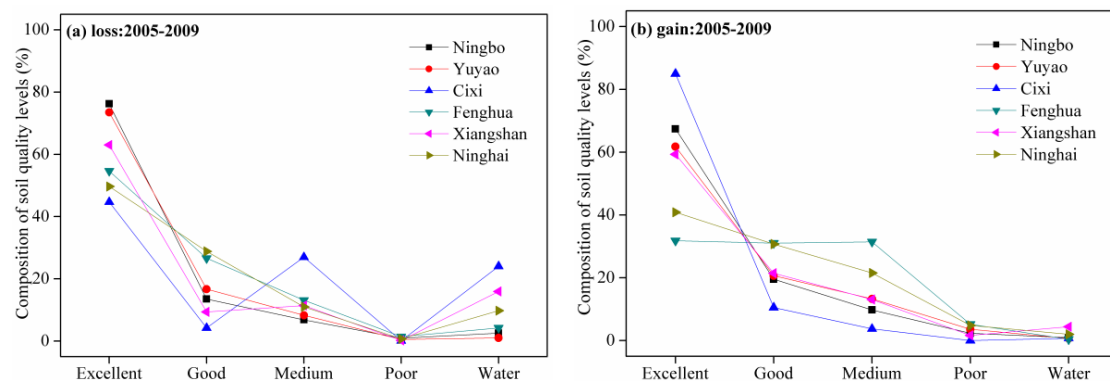 (a) loss:2005-2009
Composition of soil quality levels (%)
100
80
60
40
20
0
Ningbo
Yuyao
Cixi
Fenghua
Xiangshan
Ninghai
Excellent Good Medium Poor Water
(b) gain:2005-2009
Composition of soil quality levels (%)
100
80
60
40
20
0
Ningbo
Yuyao
Cixi
Fenghua
Xiangshan
Ninghai
Excellent Good Medium Poor Water